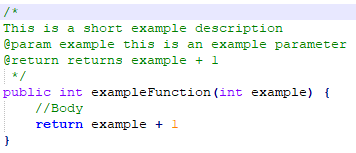 /*
This is a short example description
@param example this is an example parameter
@return returns example + 1
 */
public int exampleFunction(int example) {
    //Body
    return example + 1
}